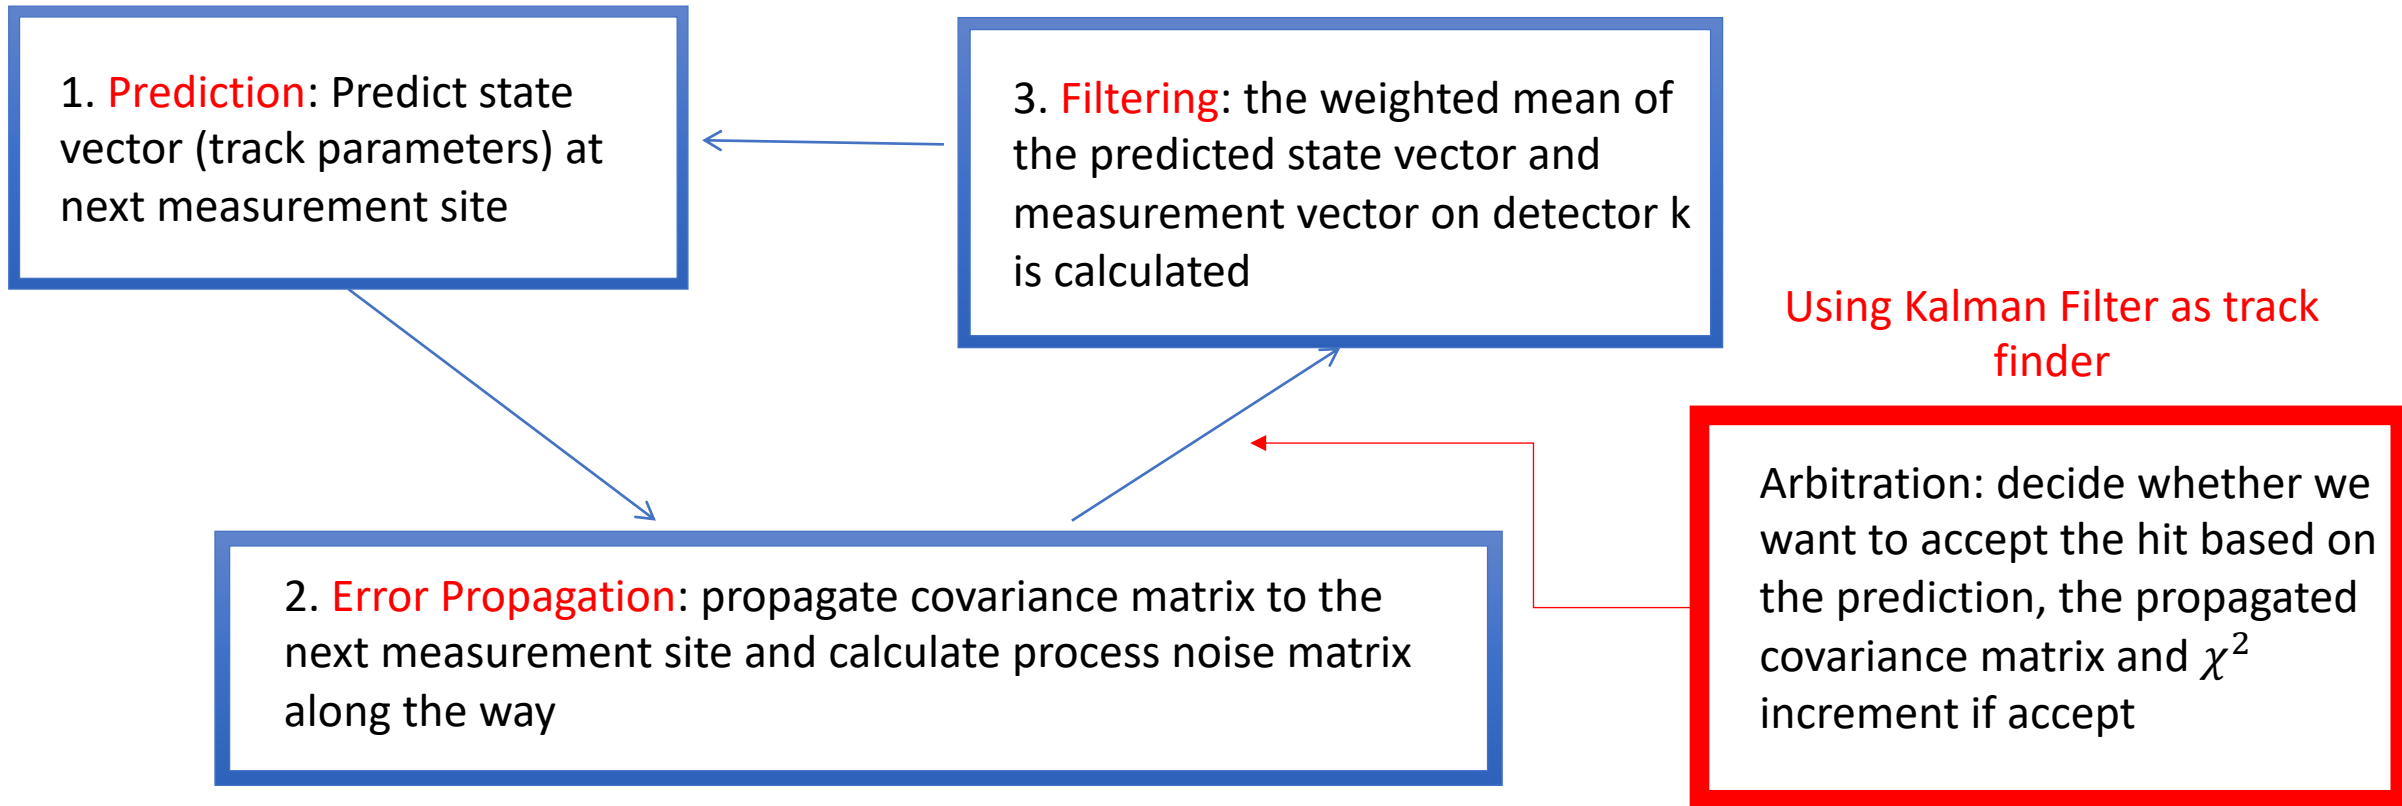 1. Prediction: Predict state
vector (track parameters) at
next measurement site
3. Filtering: the weighted mean of
the predicted state vector and
measurement vector on detector k
is calculated
Using Kalman Filter as track
finder
2. Error Propagation: propagate covariance matrix to the
next measurement site and calculate process noise matrix
along the way
Arbitration: decide whether we
want to accept the hit based on
the prediction, the propagated
covariance matrix and χ²
increment if accept